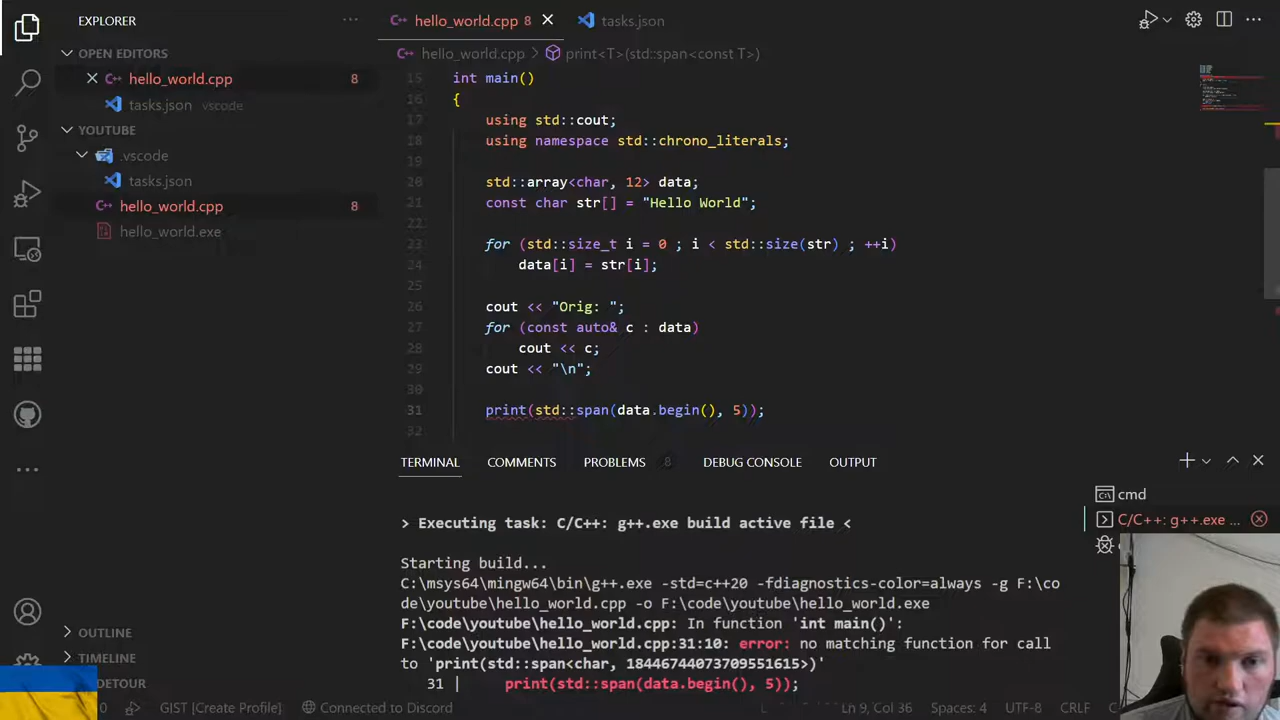 EXPLORER
OPEN EDITORS
hello_world.cpp 8
tasks.json vscode
YOUTUBE
.vscode
tasks.json
hello_world.cpp 8
hello_world.exe
OUTLINE
TIMELINE
DETOUR
hello_world.cpp 8
tasks.json
hello_world.cpp > print<T>(std::span<const T>)
15 int main()
16 {
17 using std::cout;
18 using namespace std::chrono_literals;
19
20 std::array<char, 12> data;
21 const char str[] = "Hello World";
22
23 for (std::size_t i = 0 ; i < std::size(str) ; ++i)
24 data[i] = str[i];
25
26 cout << "Orig: ";
27 for (const auto& c : data)
28 cout << c;
29 cout << "\n";
30
31 print(std::span(data.begin(), 5));
32
TERMINAL COMMENTS PROBLEMS 8 DEBUG CONSOLE OUTPUT
> Executing task: C/C++: g++.exe build active file <
Starting build...
C:\msys64\mingw64\bin\g++.exe -std=c++20 -fdiagnostics-color=always -g F:\co
de\youtube\hello_world.cpp -o F:\code\youtube\hello_world.exe
F:\code\youtube\hello_world.cpp: In function 'int main()':
F:\code\youtube\hello_world.cpp:31:10: error: no matching function for call
to 'print(std::span<char, 18446744073709551615>)'
31 | print(std::span(data.begin(), 5));
cmd
C/C++: g++.exe ...
0 GIST [Create Profile] Connected to Discord Ln 9, Col 36 Spaces: 4 UTF-8 CRLF